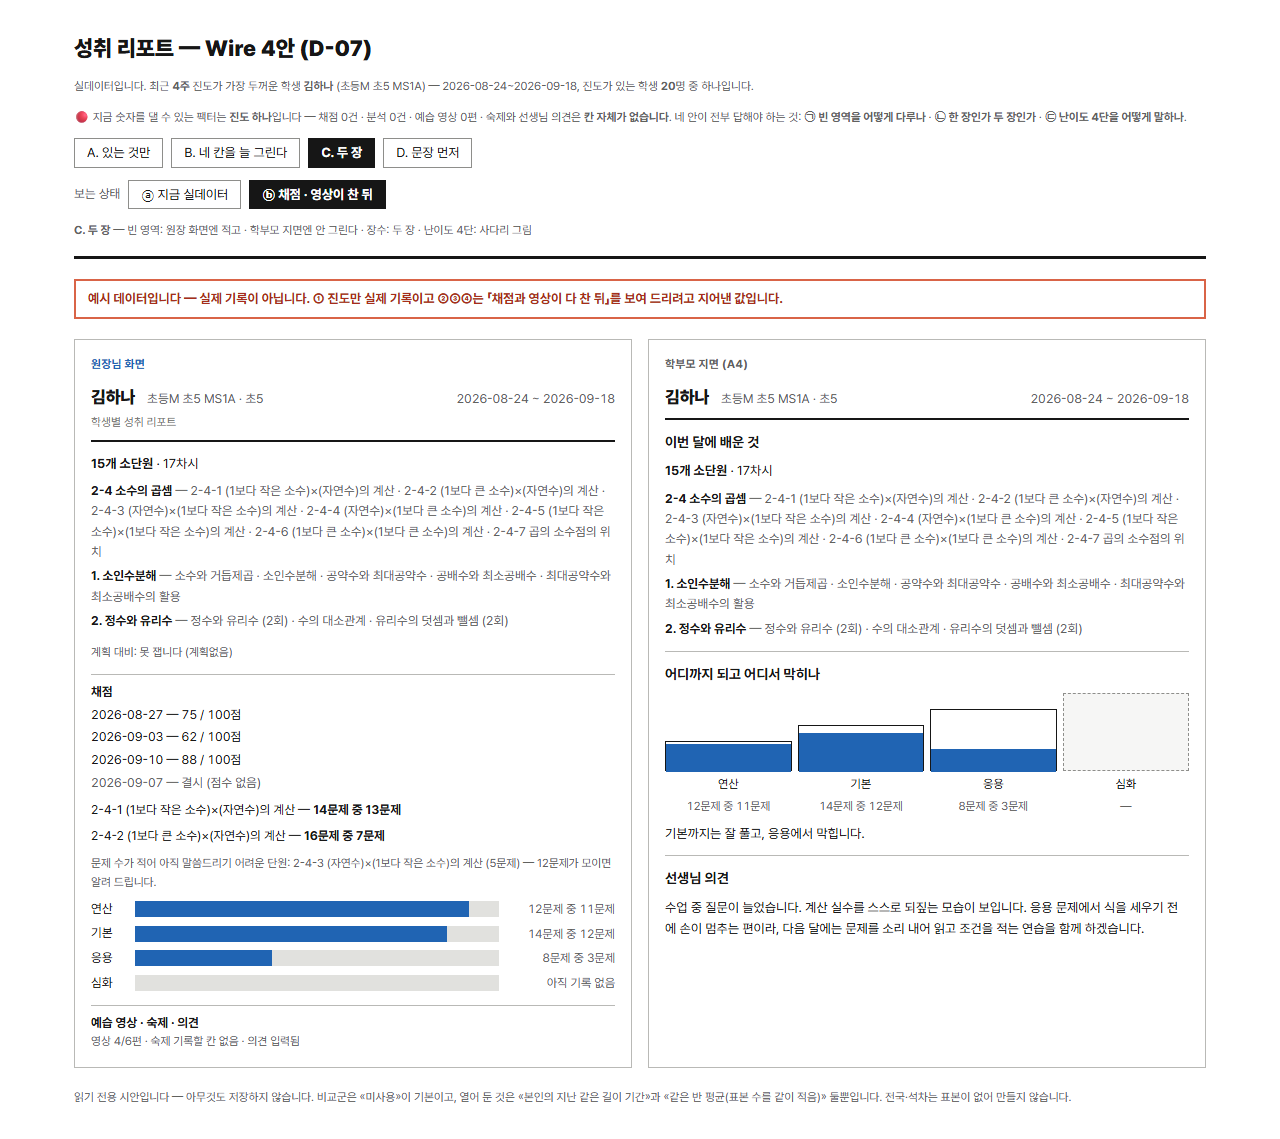 성취 리포트 — Wire 4안 (D-07)
실데이터입니다. 최근 4주 진도가 가장 두꺼운 학생 김하나 (초등M 초5 MS1A) — 2026-08-24~2026-09-18, 진도가 있는 학생 20명 중 하나입니다.
지금 숫자를 댈 수 있는 팩터는 진도 하나입니다 — 채점 0건 · 분석 0건 · 예습 영상 0편 · 숙제와 선생님 의견은 칸 자체가 없습니다. 네 안이 전부 답해야 하는 것: ㉠ 빈 영역을 어떻게 다루나 · ㉡ 한 장인가 두 장인가 · ㉢ 난이도 4단을 어떻게 말하나.
A. 있는 것만
B. 네 칸을 늘 그린다
C. 두 장
D. 문장 먼저
보는 상태
ⓐ 지금 실데이터
ⓑ 채점 · 영상이 찬 뒤
C. 두 장 — 빈 영역: 원장 화면엔 적고 · 학부모 지면엔 안 그린다 · 장수: 두 장 · 난이도 4단: 사다리 그림
예시 데이터입니다 — 실제 기록이 아닙니다. ① 진도만 실제 기록이고 ②③④는 「채점과 영상이 다 찬 뒤」를 보여 드리려고 지어낸 값입니다.
원장님 화면
김하나 초등M 초5 MS1A · 초5 2026-08-24 ~ 2026-09-18
학생별 성취 리포트
15개 소단원 · 17차시
2-4 소수의 곱셈 — 2-4-1 (1보다 작은 소수)×(자연수)의 계산 · 2-4-2 (1보다 큰 소수)×(자연수)의 계산 ·
2-4-3 (자연수)×(1보다 작은 소수)의 계산 · 2-4-4 (자연수)×(1보다 큰 소수)의 계산 · 2-4-5 (1보다 작은
소수)×(1보다 작은 소수)의 계산 · 2-4-6 (1보다 큰 소수)×(1보다 큰 소수)의 계산 · 2-4-7 곱의 소수점의 위
치
1. 소인수분해 — 소수와 거듭제곱 · 소인수분해 · 공약수와 최대공약수 · 공배수와 최소공배수 · 최대공약수와
최소공배수의 활용
2. 정수와 유리수 — 정수와 유리수 (2회) · 수의 대소관계 · 유리수의 덧셈과 뺄셈 (2회)
계획 대비: 못 잽니다 (계획없음)
채점
2026-08-27 — 75 / 100점
2026-09-03 — 62 / 100점
2026-09-10 — 88 / 100점
2026-09-07 — 결시 (점수 없음)
2-4-1 (1보다 작은 소수)×(자연수)의 계산 — 14문제 중 13문제
2-4-2 (1보다 큰 소수)×(자연수)의 계산 — 16문제 중 7문제
문제 수가 적어 아직 말씀드리기 어려운 단원: 2-4-3 (자연수)×(1보다 작은 소수)의 계산 (5문제) — 12문제가 모이면
알려 드립니다.
연산 12문제 중 11문제
기본 14문제 중 12문제
응용 8문제 중 3문제
심화 아직 기록 없음
예습 영상 · 숙제 · 의견
영상 4/6편 · 숙제 기록할 칸 없음 · 의견 입력됨
학부모 지면 (A4)
김하나 초등M 초5 MS1A · 초5 2026-08-24 ~ 2026-09-18
이번 달에 배운 것
15개 소단원 · 17차시
2-4 소수의 곱셈 — 2-4-1 (1보다 작은 소수)×(자연수)의 계산 · 2-4-2 (1보다 큰 소수)×(자연수)의 계산 ·
2-4-3 (자연수)×(1보다 작은 소수)의 계산 · 2-4-4 (자연수)×(1보다 큰 소수)의 계산 · 2-4-5 (1보다 작은
소수)×(1보다 작은 소수)의 계산 · 2-4-6 (1보다 큰 소수)×(1보다 큰 소수)의 계산 · 2-4-7 곱의 소수점의 위
치
1. 소인수분해 — 소수와 거듭제곱 · 소인수분해 · 공약수와 최대공약수 · 공배수와 최소공배수 · 최대공약수와
최소공배수의 활용
2. 정수와 유리수 — 정수와 유리수 (2회) · 수의 대소관계 · 유리수의 덧셈과 뺄셈 (2회)
어디까지 되고 어디서 막히나
연산 기본 응용 심화
12문제 중 11문제 14문제 중 12문제 8문제 중 3문제 —
기본까지는 잘 풀고, 응용에서 막힙니다.
선생님 의견
수업 중 질문이 늘었습니다. 계산 실수를 스스로 되짚는 모습이 보입니다. 응용 문제에서 식을 세우기 전
에 손이 멈추는 편이라, 다음 달에는 문제를 소리 내어 읽고 조건을 적는 연습을 함께 하겠습니다.
읽기 전용 시안입니다 — 아무것도 저장하지 않습니다. 비교군은 «미사용»이 기본이고, 열어 둔 것은 «본인의 지난 같은 길이 기간»과 «같은 반 평균(표본 수를 같이 적음)» 둘뿐입니다. 전국·석차는 표본이 없어 만들지 않습니다.